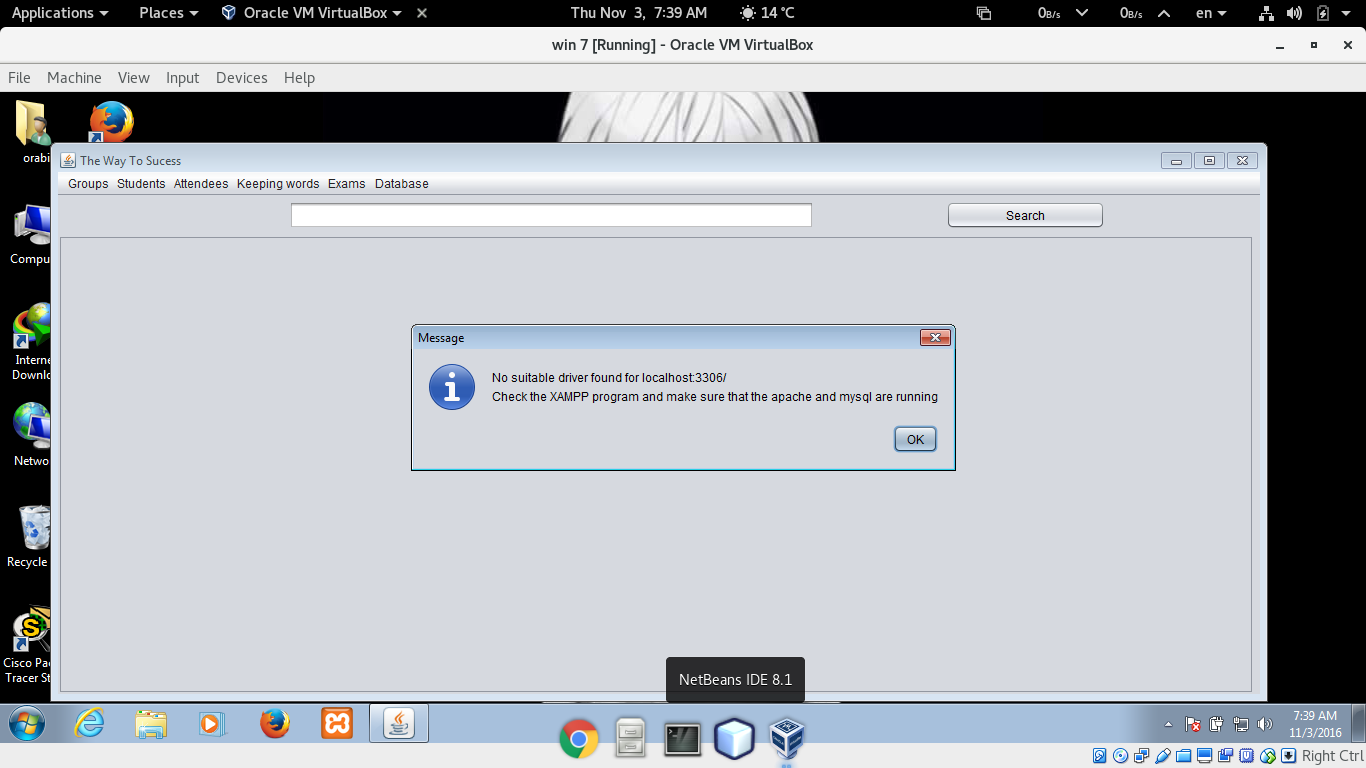 Applications
Places
Oracle VM VirtualBox
Thu Nov 3, 7:39 AM
14 °C
0B/s
0B/s
en
win 7 [Running] - Oracle VM VirtualBox
File Machine View Input Devices Help
orabi
The Way To Sucess
Groups Students Attendees Keeping words Exams Database
Search
Compu
Message
No suitable driver found for localhost:3306/
Check the XAMPP program and make sure that the apache and mysql are running
OK
Interne
Downlo
Netwo
Recycle
Cisco Pac
Tracer St
NetBeans IDE 8.1
7:39 AM
11/3/2016
Right Ctrl